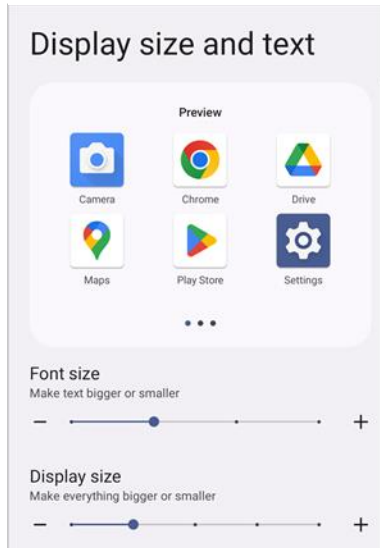 Display size and text
Preview
Camera Chrome Drive
Maps Play Store Settings
Font size
Make text bigger or smaller
Display size
Make everything bigger or smaller